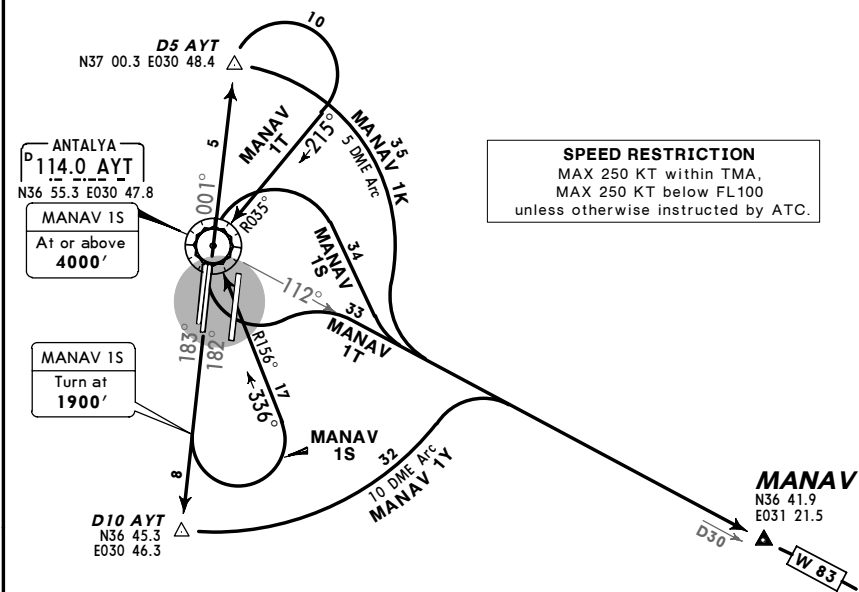 10
D5 AYT
N37 00.3 E030 48.4
5
MANAV
1T
215°
35
MANAV 1K
5 DME Arc
SPEED RESTRICTION
MAX 250 KT within TMA,
MAX 250 KT below FL100
unless otherwise instructed by ATC.
ANTALYA
D 114.0 AYT
N36 55.3 E030 47.8
001°
R035°
MANAV 1S
At or above
4000'
34
MANAV
1S
112°
33
MANAV
1T
183°
182°
R156°
17
336°
MANAV 1S
Turn at
1900'
MANAV
1S
8
32
10 DME Arc
MANAV 1Y
D10 AYT
N36 45.3
E030 46.3
MANAV
N36 41.9
E031 21.5
D30
W 83